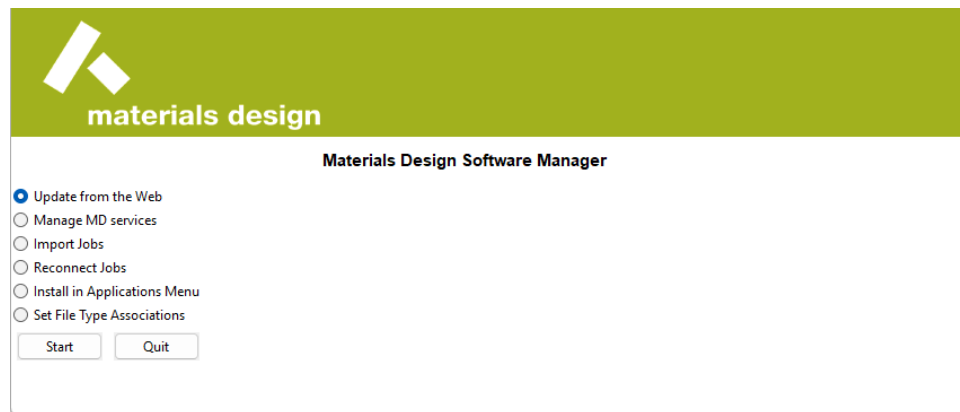 materials design
Materials Design Software Manager
Update from the Web
Manage MD services
Import Jobs
Reconnect Jobs
Install in Applications Menu
Set File Type Associations
Start Quit